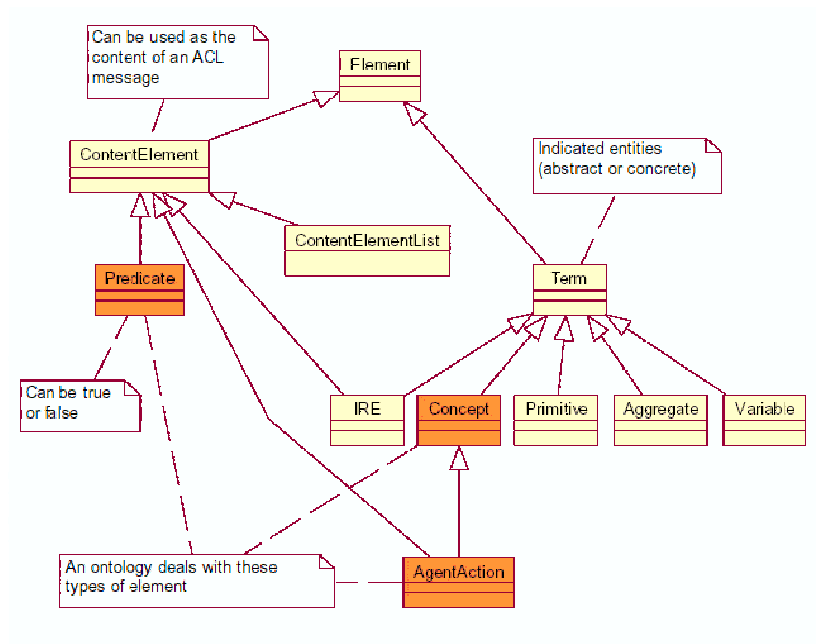 Can be used as the
content of an ACL
message
Element
ContentElement
Indicated entities
(abstract or concrete)
ContentElementList
Predicate
Term
Can be true
or false
IRE
Concept
Primitive
Aggregate
Variable
An ontology deals with these
types of element
AgentAction